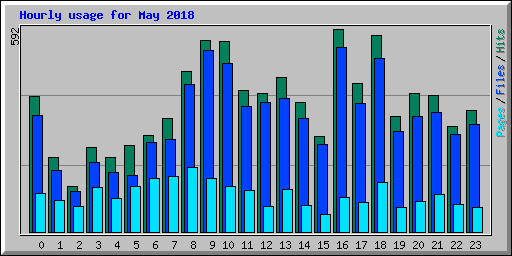 Hourly usage for May 2018
592
Pages/Files/Hits
0 1 2 3 4 5 6 7 8 9 10 11 12 13 14 15 16 17 18 19 20 21 22 23